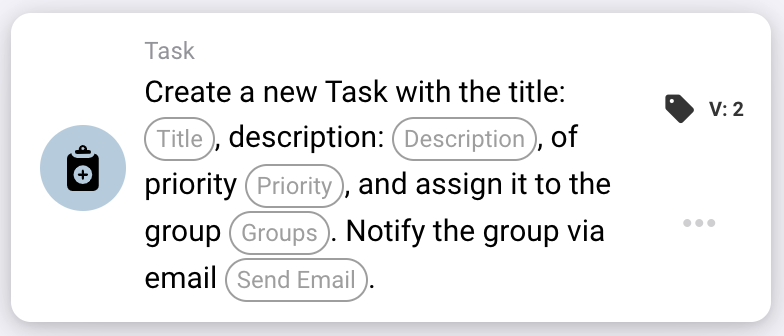 Task
Create a new Task with the title:
Title, description: Description, of
priority Priority, and assign it to the
group Groups. Notify the group via
email Send Email.
V: 2